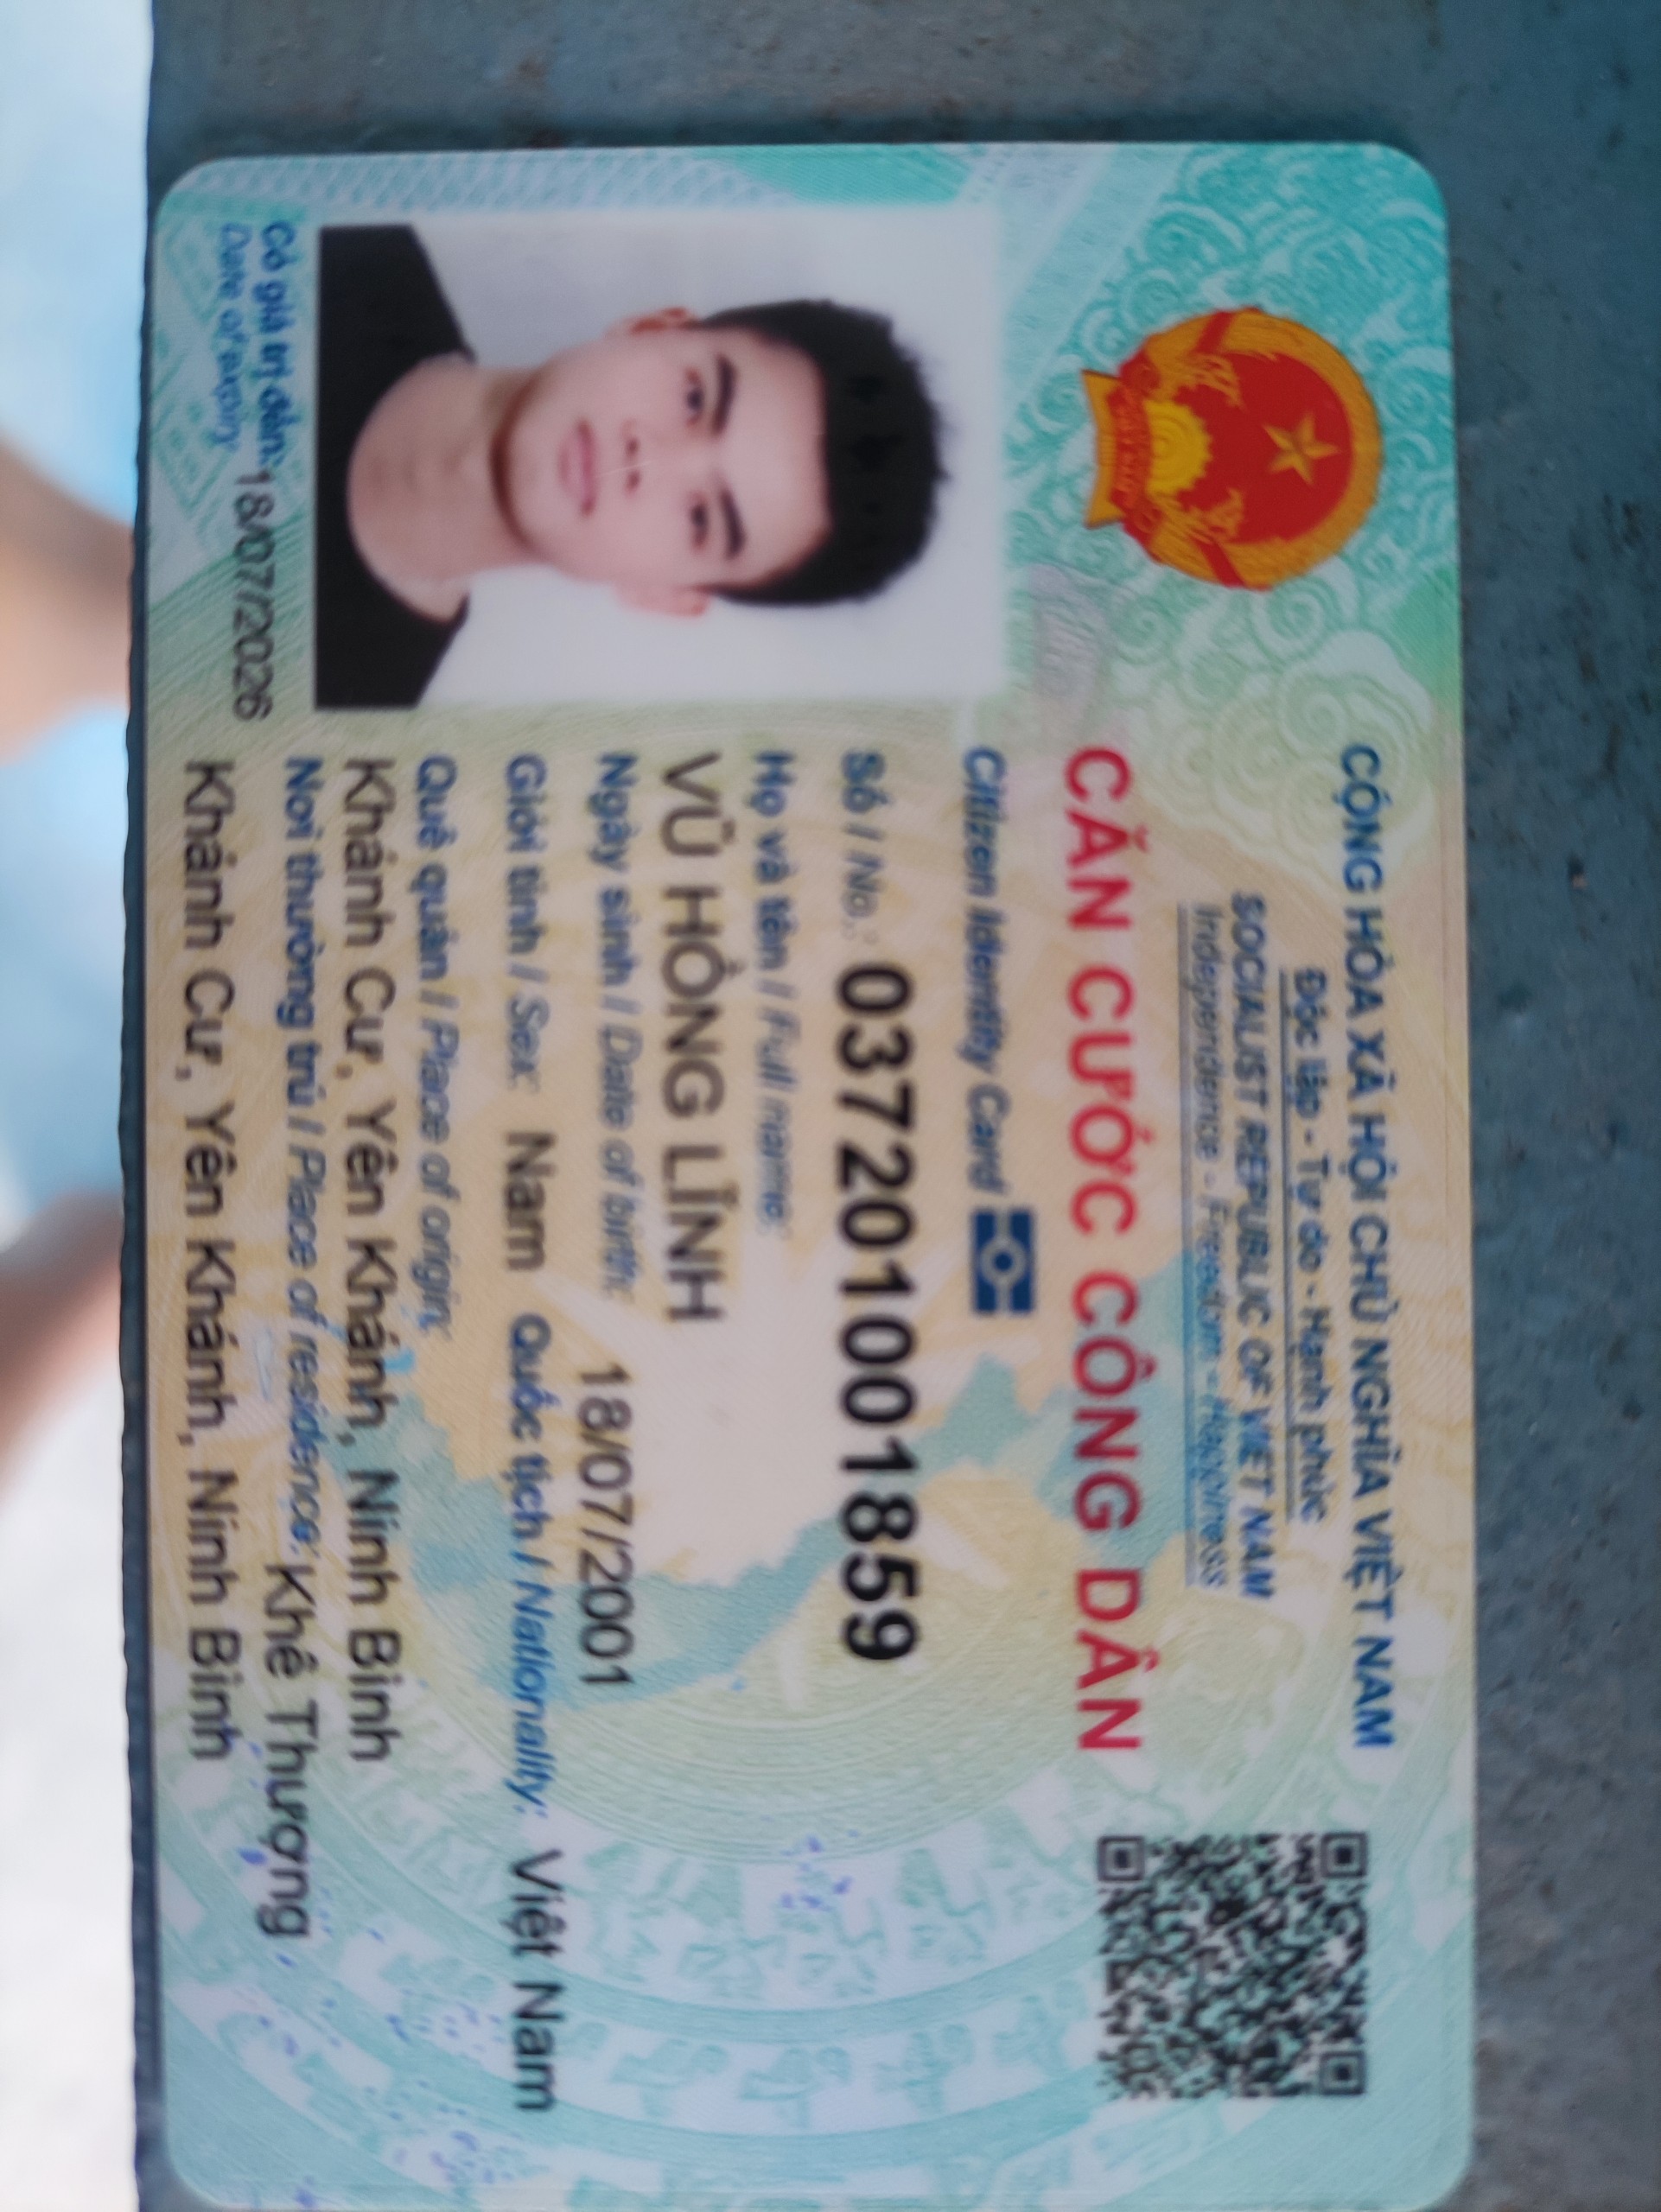 CỘNG HÒA XÃ HỘI CHỦ NGHĨA VIỆT NAM
Độc lập - Tự do - Hạnh phúc
SOCIALIST REPUBLIC OF VIET NAM
Independence - Freedom - Happiness
CĂN CƯỚC CÔNG DÂN
Citizen Identity Card
Số / No.: 037201001859
Họ và tên / Full name:
VŨ HỒNG LĨNH
Ngày sinh / Date of birth: 18/07/2001
Giới tính / Sex: Nam Quốc tịch / Nationality: Việt Nam
Quê quán / Place of origin:
Khánh Cư, Yên Khánh, Ninh Bình
Nơi thường trú / Place of residence: Khê Thượng
Khánh Cư, Yên Khánh, Ninh Bình
Có giá trị đến: 18/07/2026
Date of expiry